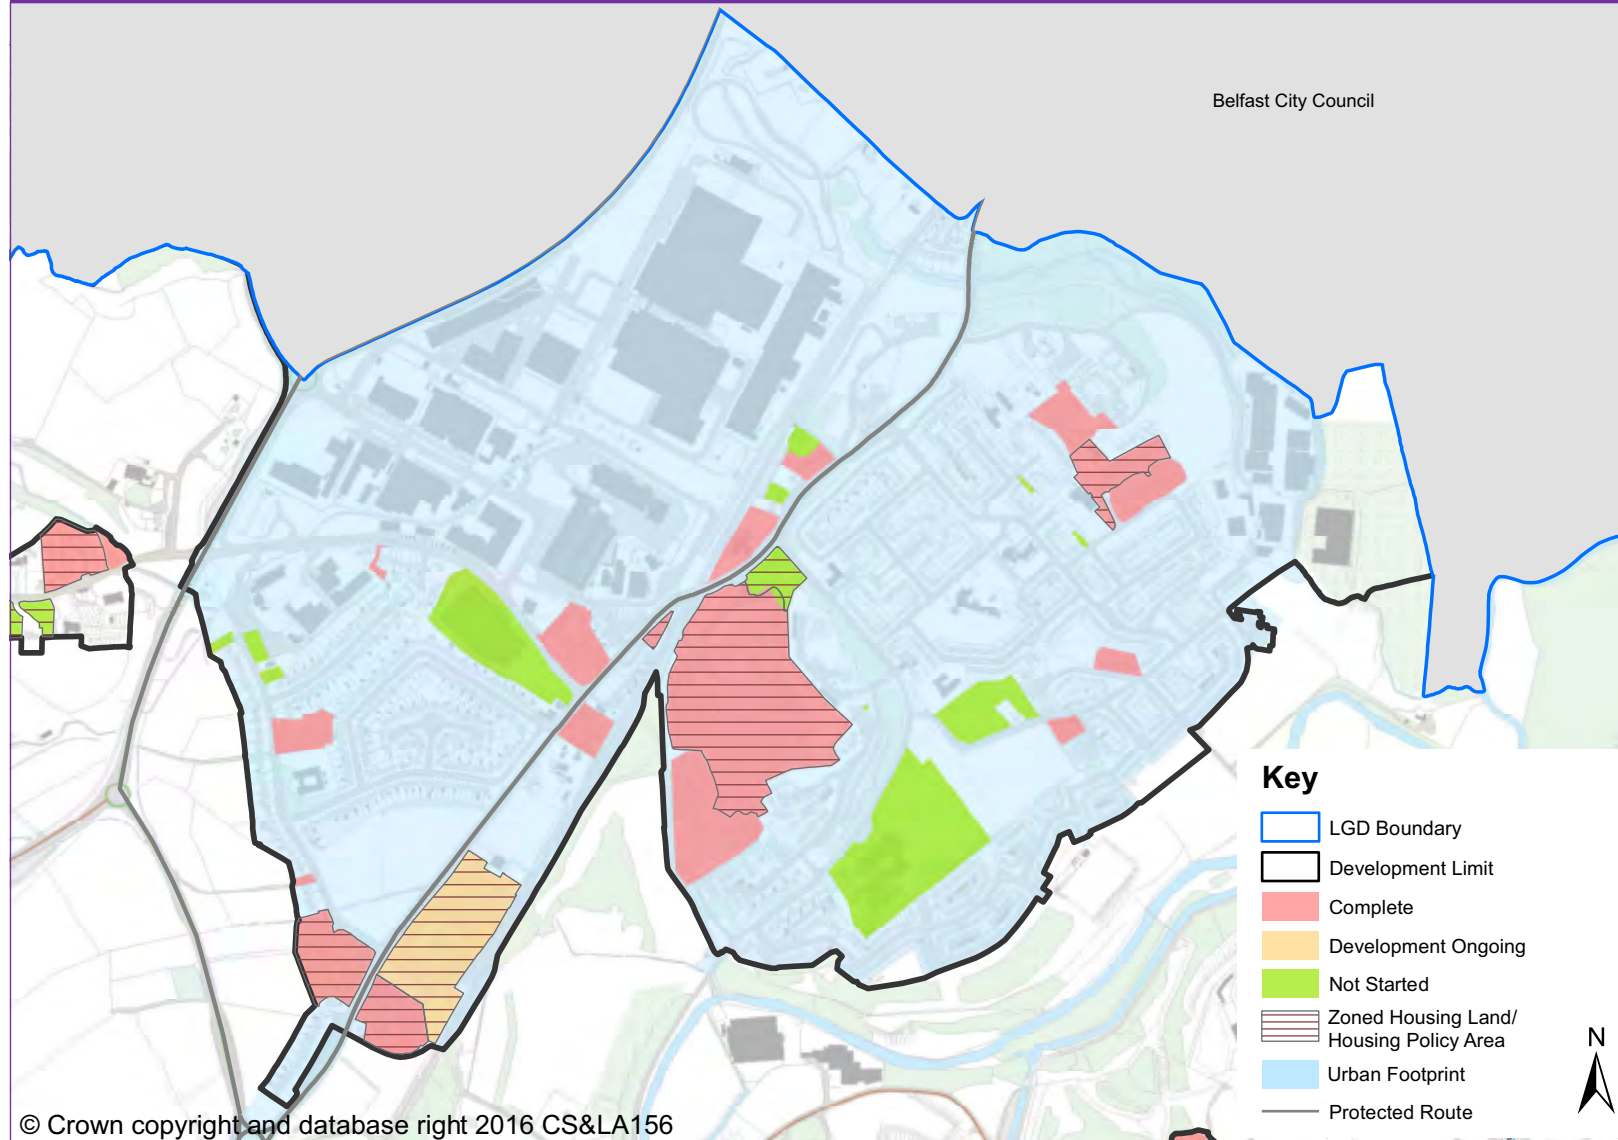 Belfast City Council
Key
LGD Boundary
Development Limit
Complete
Development Ongoing
Not Started
Zoned Housing Land/
Housing Policy Area
Urban Footprint
Protected Route
N
© Crown copyright and database right 2016 CS&LA156